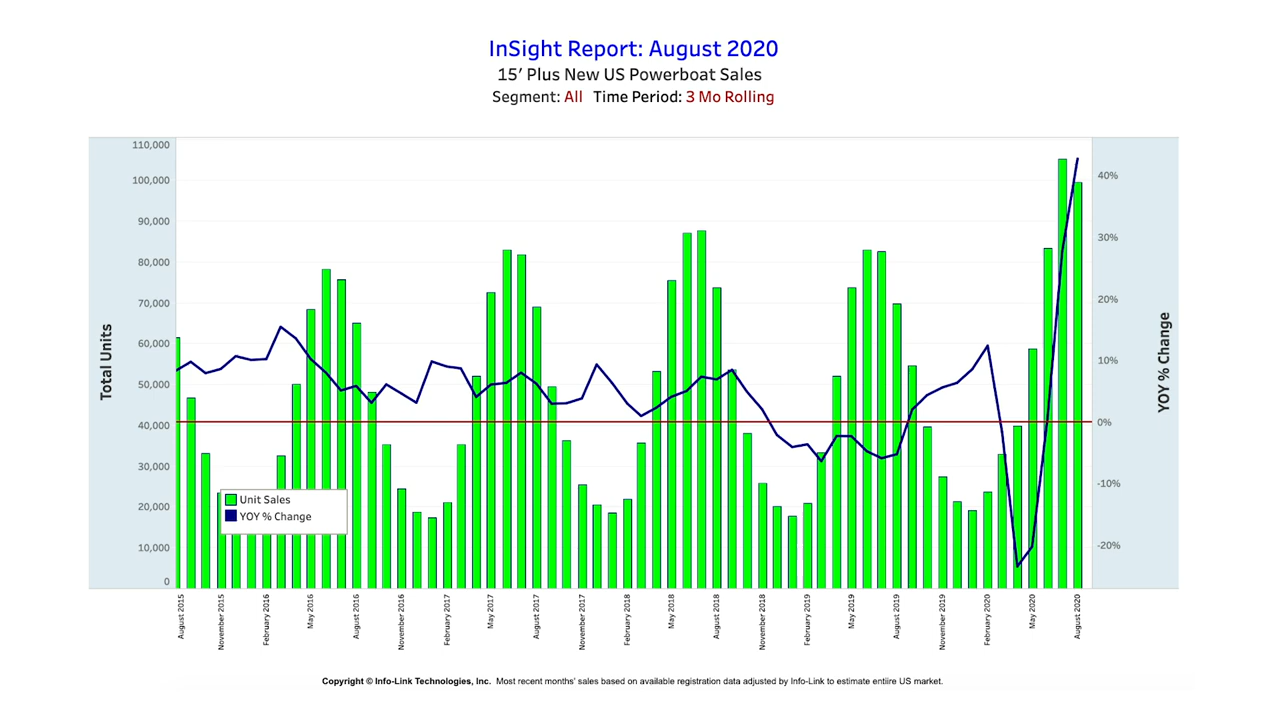 InSight Report: August 2020
15′ Plus New US Powerboat Sales
Segment: All Time Period: 3 Mo Rolling
Total Units
110,000
100,000
90,000
80,000
70,000
60,000
50,000
40,000
30,000
20,000
10,000
0
40%
30%
20%
10%
0%
-10%
-20%
YOY % Change
Unit Sales
YOY % Change
August 2015
November 2015
February 2016
May 2016
August 2016
November 2016
February 2017
May 2017
August 2017
November 2017
February 2018
May 2018
August 2018
November 2018
February 2019
May 2019
August 2019
November 2019
February 2020
May 2020
August 2020
Copyright © Info-Link Technologies, Inc. Most recent months' sales based on available registration data adjusted by Info-Link to estimate entiire US market.